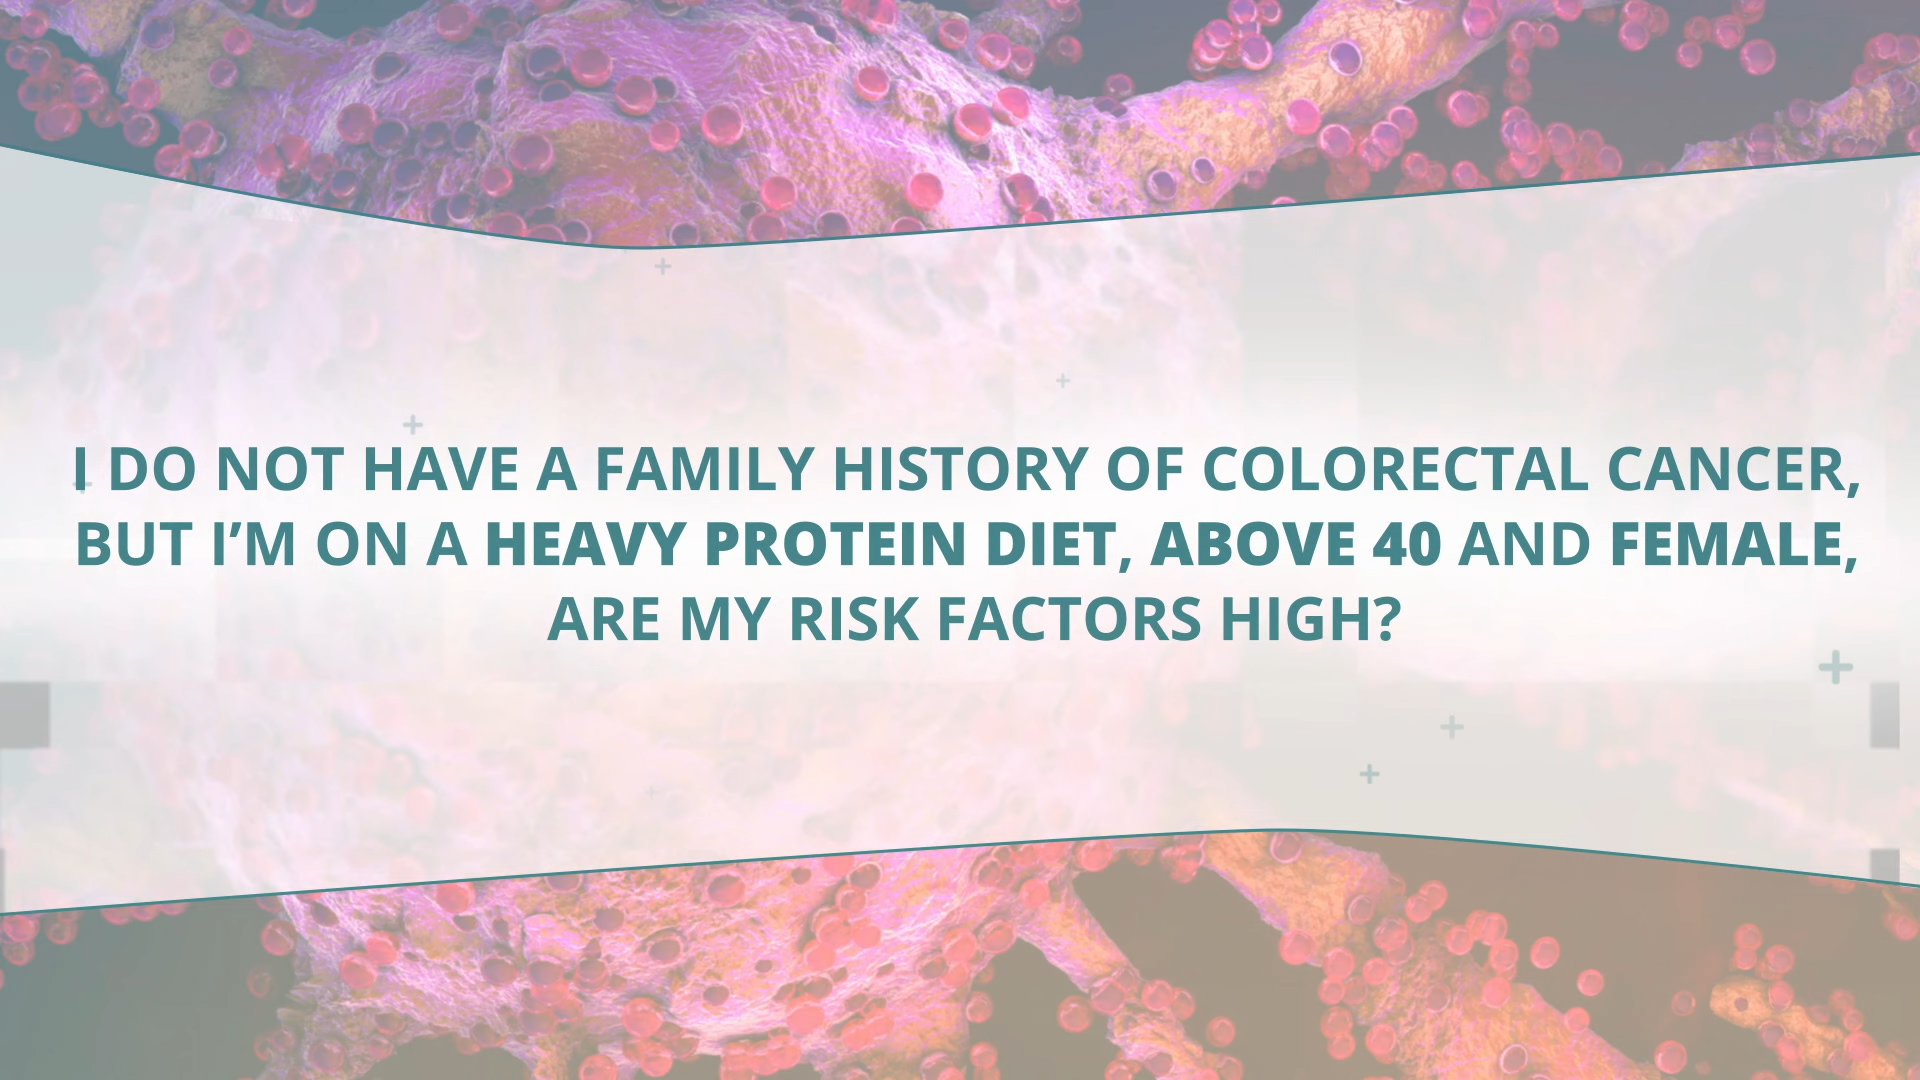 I DO NOT HAVE A FAMILY HISTORY OF COLORECTAL CANCER,
BUT I’M ON A HEAVY PROTEIN DIET, ABOVE 40 AND FEMALE,
ARE MY RISK FACTORS HIGH?